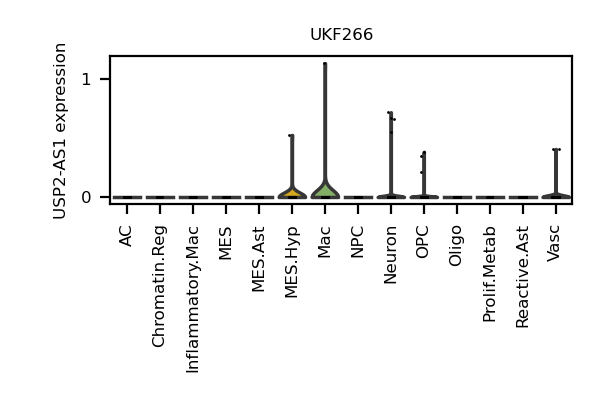 UKF266
USP2-AS1 expression
1
0
AC
Chromatin.Reg
Inflammatory.Mac
MES
MES.Ast
MES.Hyp
Mac
NPC
Neuron
OPC
Oligo
Prolif.Metab
Reactive.Ast
Vasc